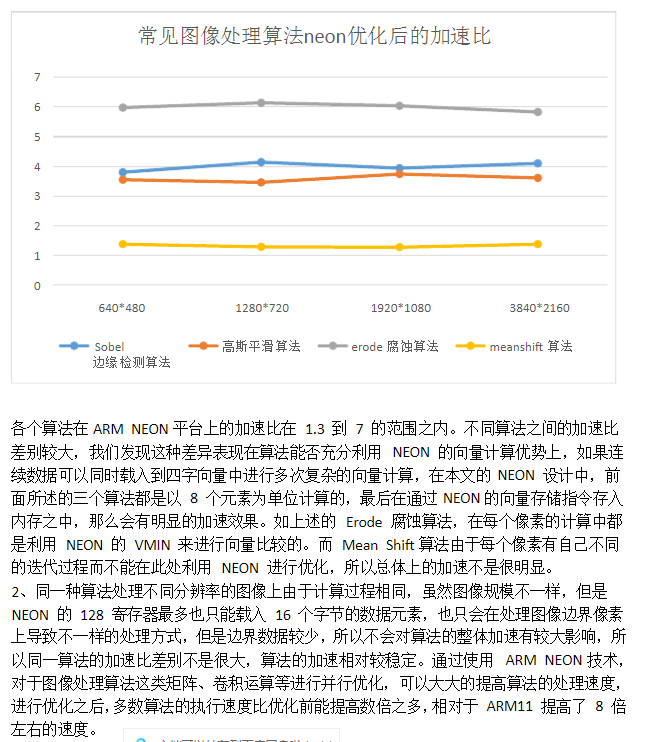 常见图像处理算法neon优化后的加速比
7
6
5
4
3
2
1
0
640*480 1280*720 1920*1080 3840*2160
Sobel 高斯平滑算法 erode 腐蚀算法 meanshift 算法
边缘检测算法
各个算法在 ARM NEON 平台上的加速比在 1.3 到 7 的范围之内。不同算法之间的加速比
差别较大，我们发现这种差异表现在算法能否充分利用 NEON 的向量计算优势上，如果连
续数据可以同时载入到四字向量中进行多次复杂的向量计算，在本文的 NEON 设计中，前
面所述的三个算法都是以 8 个元素为单位计算的，最后在通过 NEON 的向量存储指令存入
内存之中，那么会有明显的加速效果。如上述的 Erode 腐蚀算法，在每个像素的计算中都
是利用 NEON 的 VMIN 来进行向量比较的。而 Mean Shift 算法由于每个像素有自己不同
的迭代过程而不能在此处利用 NEON 进行优化，所以总体上的加速不是很明显。
2、同一种算法处理不同分辨率的图像上由于计算过程相同，虽然图像规模不一样，但是
NEON 的 128 寄存器最多也只能载入 16 个字节的数据元素，也只会在处理图像边界像素
上导致不一样的处理方式，但是边界数据较少，所以不会对算法的整体加速有较大影响，所
以同一算法的加速比差别不是很大，算法的加速相对较稳定。通过使用 ARM NEON 技术，
对于图像处理算法这类矩阵、卷积运算等进行并行优化，可以大大的提高算法的处理速度，
进行优化之后，多数算法的执行速度比优化前能提高数倍之多，相对于 ARM11 提高了 8 倍
左右的速度。